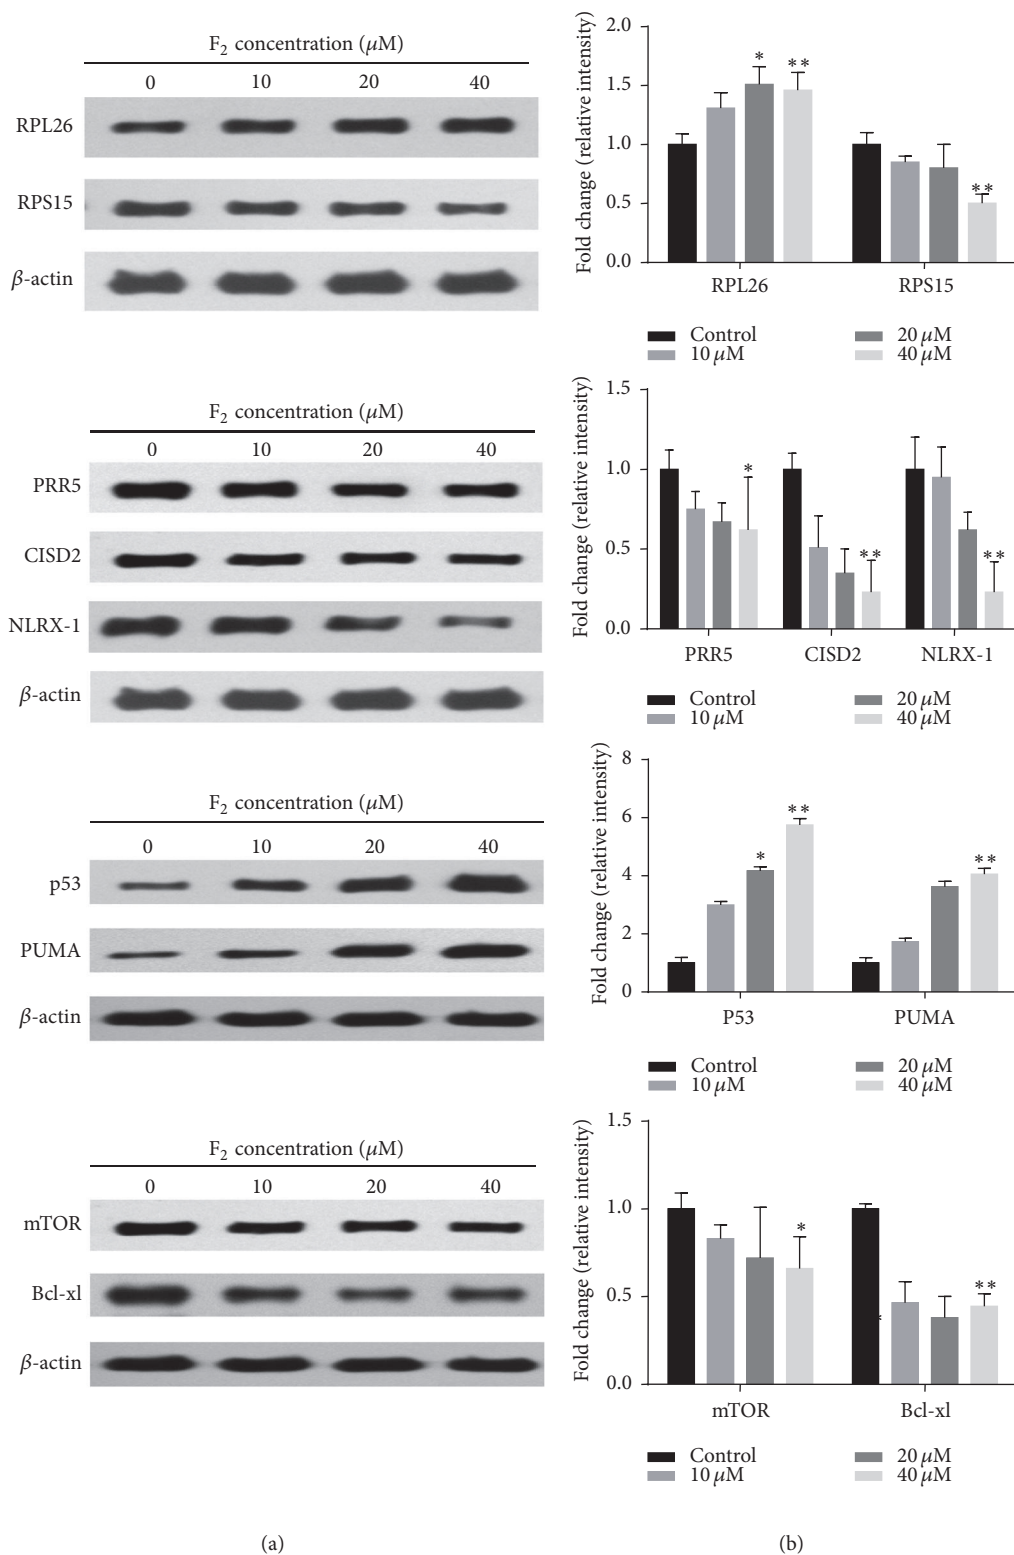 F₂ concentration (μM)
0 10 20 40
RPL26
RPS15
β-actin
Fold change (relative intensity)
2.0
1.5
1.0
0.5
0.0
* **
**
RPL26 RPS15
Control 20 μM
10 μM 40 μM
F₂ concentration (μM)
0 10 20 40
PRR5
CISD2
NLRX-1
β-actin
Fold change (relative intensity)
1.5
1.0
0.5
0.0
*
** **
PRR5 CISD2 NLRX-1
Control 20 μM
10 μM 40 μM
F₂ concentration (μM)
0 10 20 40
p53
PUMA
β-actin
Fold change (relative intensity)
8
6
4
2
0
**
* **
P53 PUMA
Control 20 μM
10 μM 40 μM
F₂ concentration (μM)
0 10 20 40
mTOR
Bcl-xl
β-actin
Fold change (relative intensity)
1.5
1.0
0.5
0.0
*
**
*
mTOR Bcl-xl
Control 20 μM
10 μM 40 μM
(a) (b)